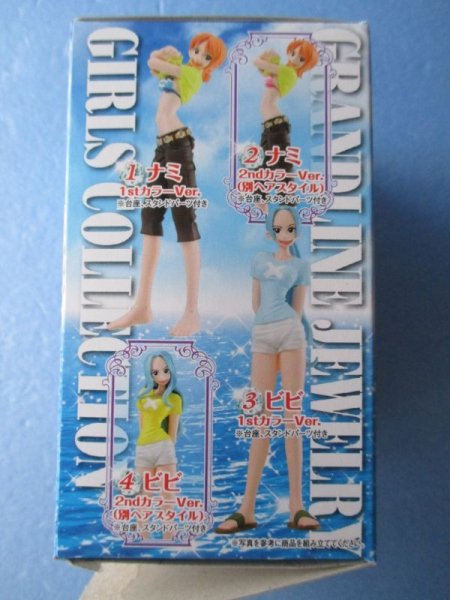 GIRLS COLLECTION
GRANDLINE JEWELRY
1 ナミ
1stカラーVer.
※台座、スタンドパーツ付き
2 ナミ
2ndカラーVer.
(別ヘアスタイル)
※台座、スタンドパーツ付き
3 ビビ
1stカラーVer.
※台座、スタンドパーツ付き
4 ビビ
2ndカラーVer.
(別ヘアスタイル)
※台座、スタンドパーツ付き
※写真を参考に商品を組み立ててください。